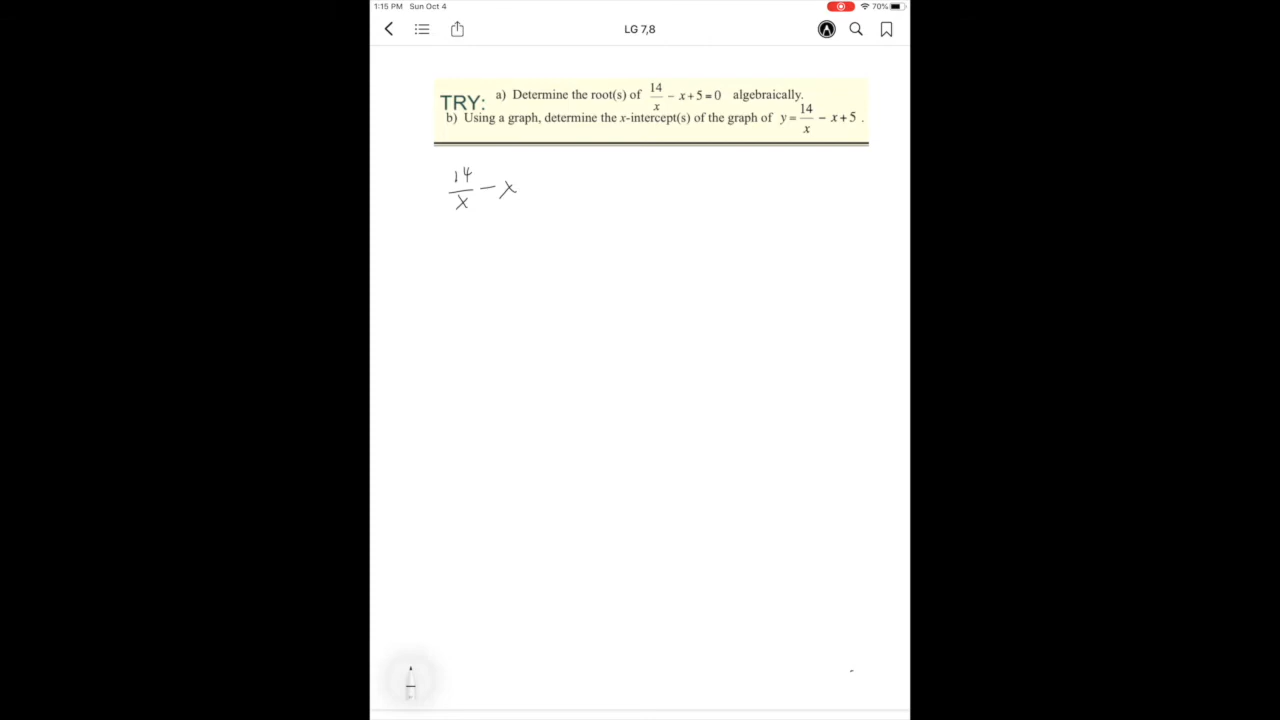 1:15 PM Sun Oct 4 70%
LG 7,8
TRY: a) Determine the root(s) of 14/x − x+5=0 algebraically.
b) Using a graph, determine the x-intercept(s) of the graph of y = 14/x − x+5 .
14/x − x